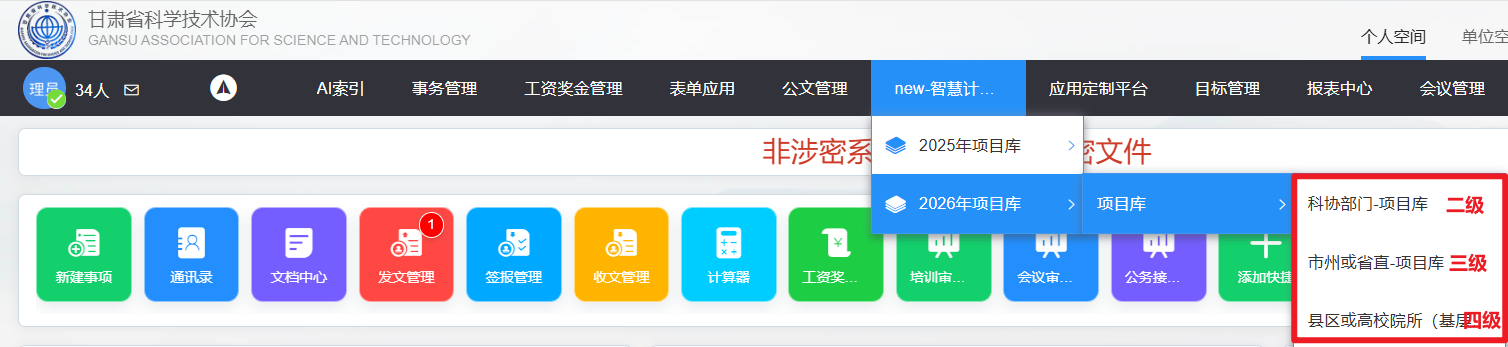 甘肃省科学技术协会
GANSU ASSOCIATION FOR SCIENCE AND TECHNOLOGY
个人空间 单位空
理员 34人 AI索引 事务管理 工资奖金管理 表单应用 公文管理 new-智慧计... 应用定制平台 目标管理 报表中心 会议管理
2025年项目库
非涉密系 密文件
2026年项目库 项目库
科协部门-项目库 二级
市州或省直-项目库 三级
县区或高校院所（基层 四级
1
新建事项 通讯录 文档中心 发文管理 签报管理 收文管理 计算器 工资奖... 培训审... 会议审... 公务接... 添加快捷